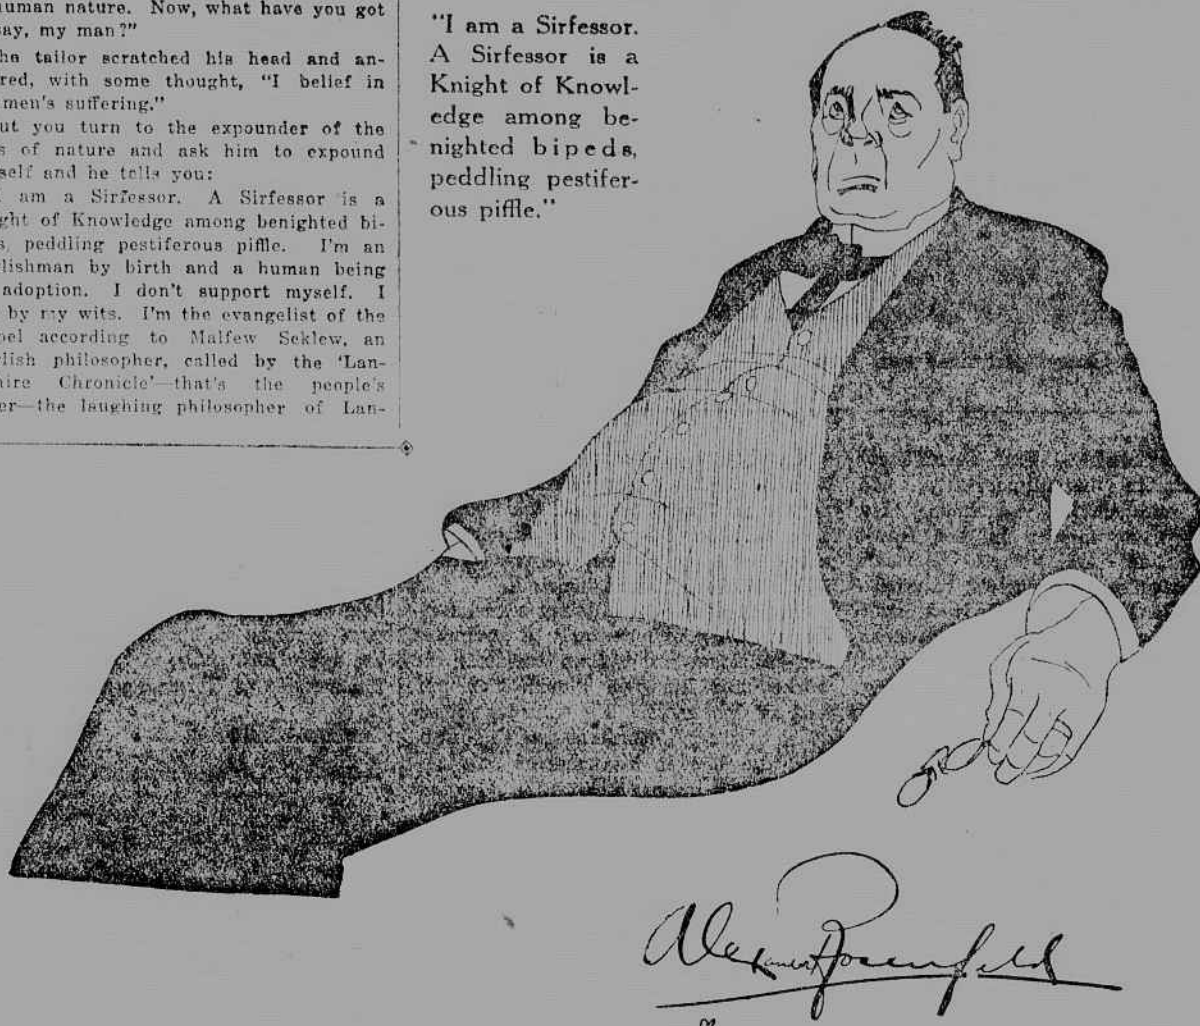 uman nature. Now, what have you got
ay, my man?"
he tailor scratched his head and an-
red, with some thought, "I belief in
men's suffering."
ut you turn to the expounder of the
s of nature and ask him to expound
self and he tells you:
am a Sirfessor. A Sirfessor is a
ght of Knowledge among benighted bi-
s, peddling pestiferous piffle. I'm an
lishman by birth and a human being
adoption. I don't support myself. I
by my wits. I'm the evangelist of the
pel according to Malfew Seklew, an
lish philosopher, called by the 'Lan-
ire Chronicle'—that's the people's
er—the laughing philosopher of Lan-
"I am a Sirfessor.
A Sirfessor is a
Knight of Knowl-
edge among be-
nighted bipeds,
peddling pestifer-
ous piffle."
Alexander Rosenfeld